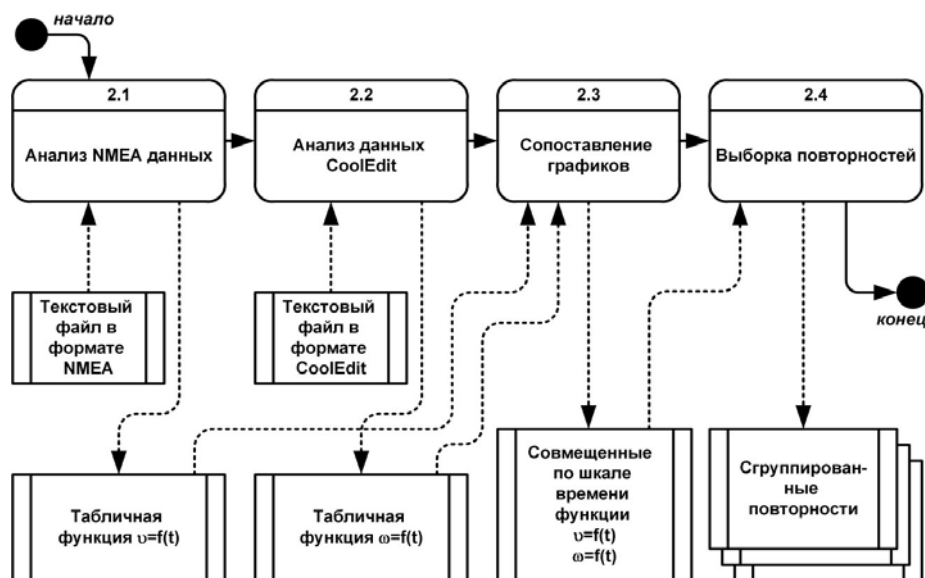 начало
2.1
Анализ NMEA данных
2.2
Анализ данных
CoolEdit
2.3
Сопоставление
графиков
2.4
Выборка повторностей
Текстовый
файл в
формате
NMEA
Текстовый
файл в
формате
CoolEdit
конец
Табличная
функция υ=f(t)
Табличная
функция ω=f(t)
Совмещенные
по шкале
времени
функции
υ=f(t)
ω=f(t)
Сгруппирован-
ные
повторности